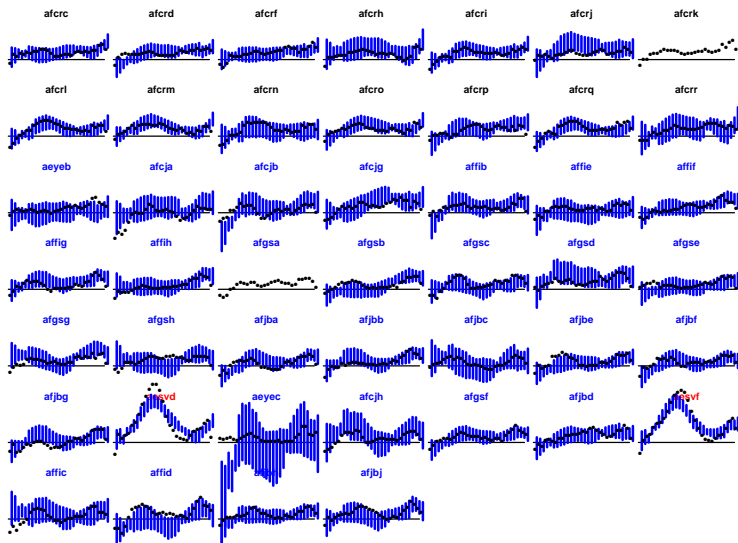 afcrc afcrd afcrf afcrh afcri afcrj afcrk
afcrl afcrm afcrn afcro afcrp afcrq afcrr
aeyeb afcja afcjb afcjg affib affie affif
affig affih afgsa afgsb afgsc afgsd afgse
afgsg afgsh afjba afjbb afjbc afjbe afjbf
afjbg aeyec afcjh afgsf afjbd
affic affid afjbj